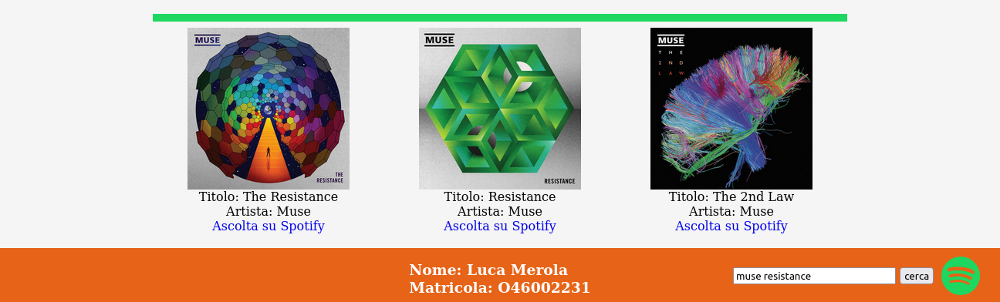 MUSE
THE
RESISTANCE
MUSE
RESISTANCE
MUSE
THE
2ND
LAW
Titolo: The Resistance
Artista: Muse
Ascolta su Spotify
Titolo: Resistance
Artista: Muse
Ascolta su Spotify
Titolo: The 2nd Law
Artista: Muse
Ascolta su Spotify
Nome: Luca Merola
Matricola: O46002231
muse resistance
cerca